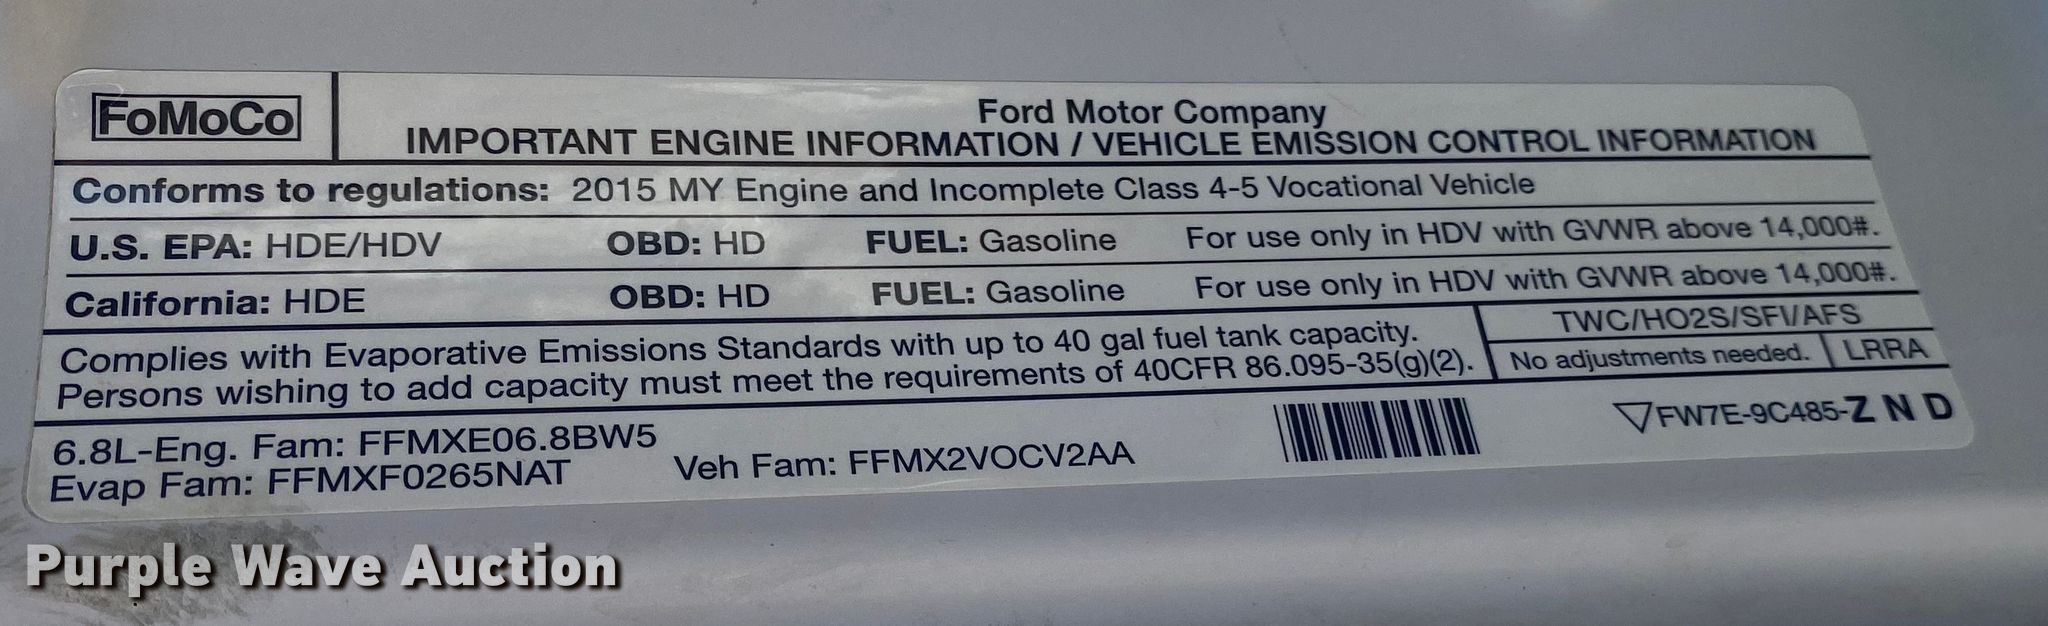 FoMoCo
Ford Motor Company
IMPORTANT ENGINE INFORMATION / VEHICLE EMISSION CONTROL INFORMATION
Conforms to regulations: 2015 MY Engine and Incomplete Class 4-5 Vocational Vehicle
U.S. EPA: HDE/HDV OBD: HD FUEL: Gasoline For use only in HDV with GVWR above 14,000#.
California: HDE OBD: HD FUEL: Gasoline For use only in HDV with GVWR above 14,000#.
Complies with Evaporative Emissions Standards with up to 40 gal fuel tank capacity.
Persons wishing to add capacity must meet the requirements of 40CFR 86.095-35(g)(2).
TWC/HO2S/SFI/AFS
No adjustments needed. LRRA
6.8L-Eng. Fam: FFMXE06.8BW5
Evap Fam: FFMXF0265NAT
Veh Fam: FFMX2VOCV2AA
FW7E-9C485-Z N D
Purple Wave Auction